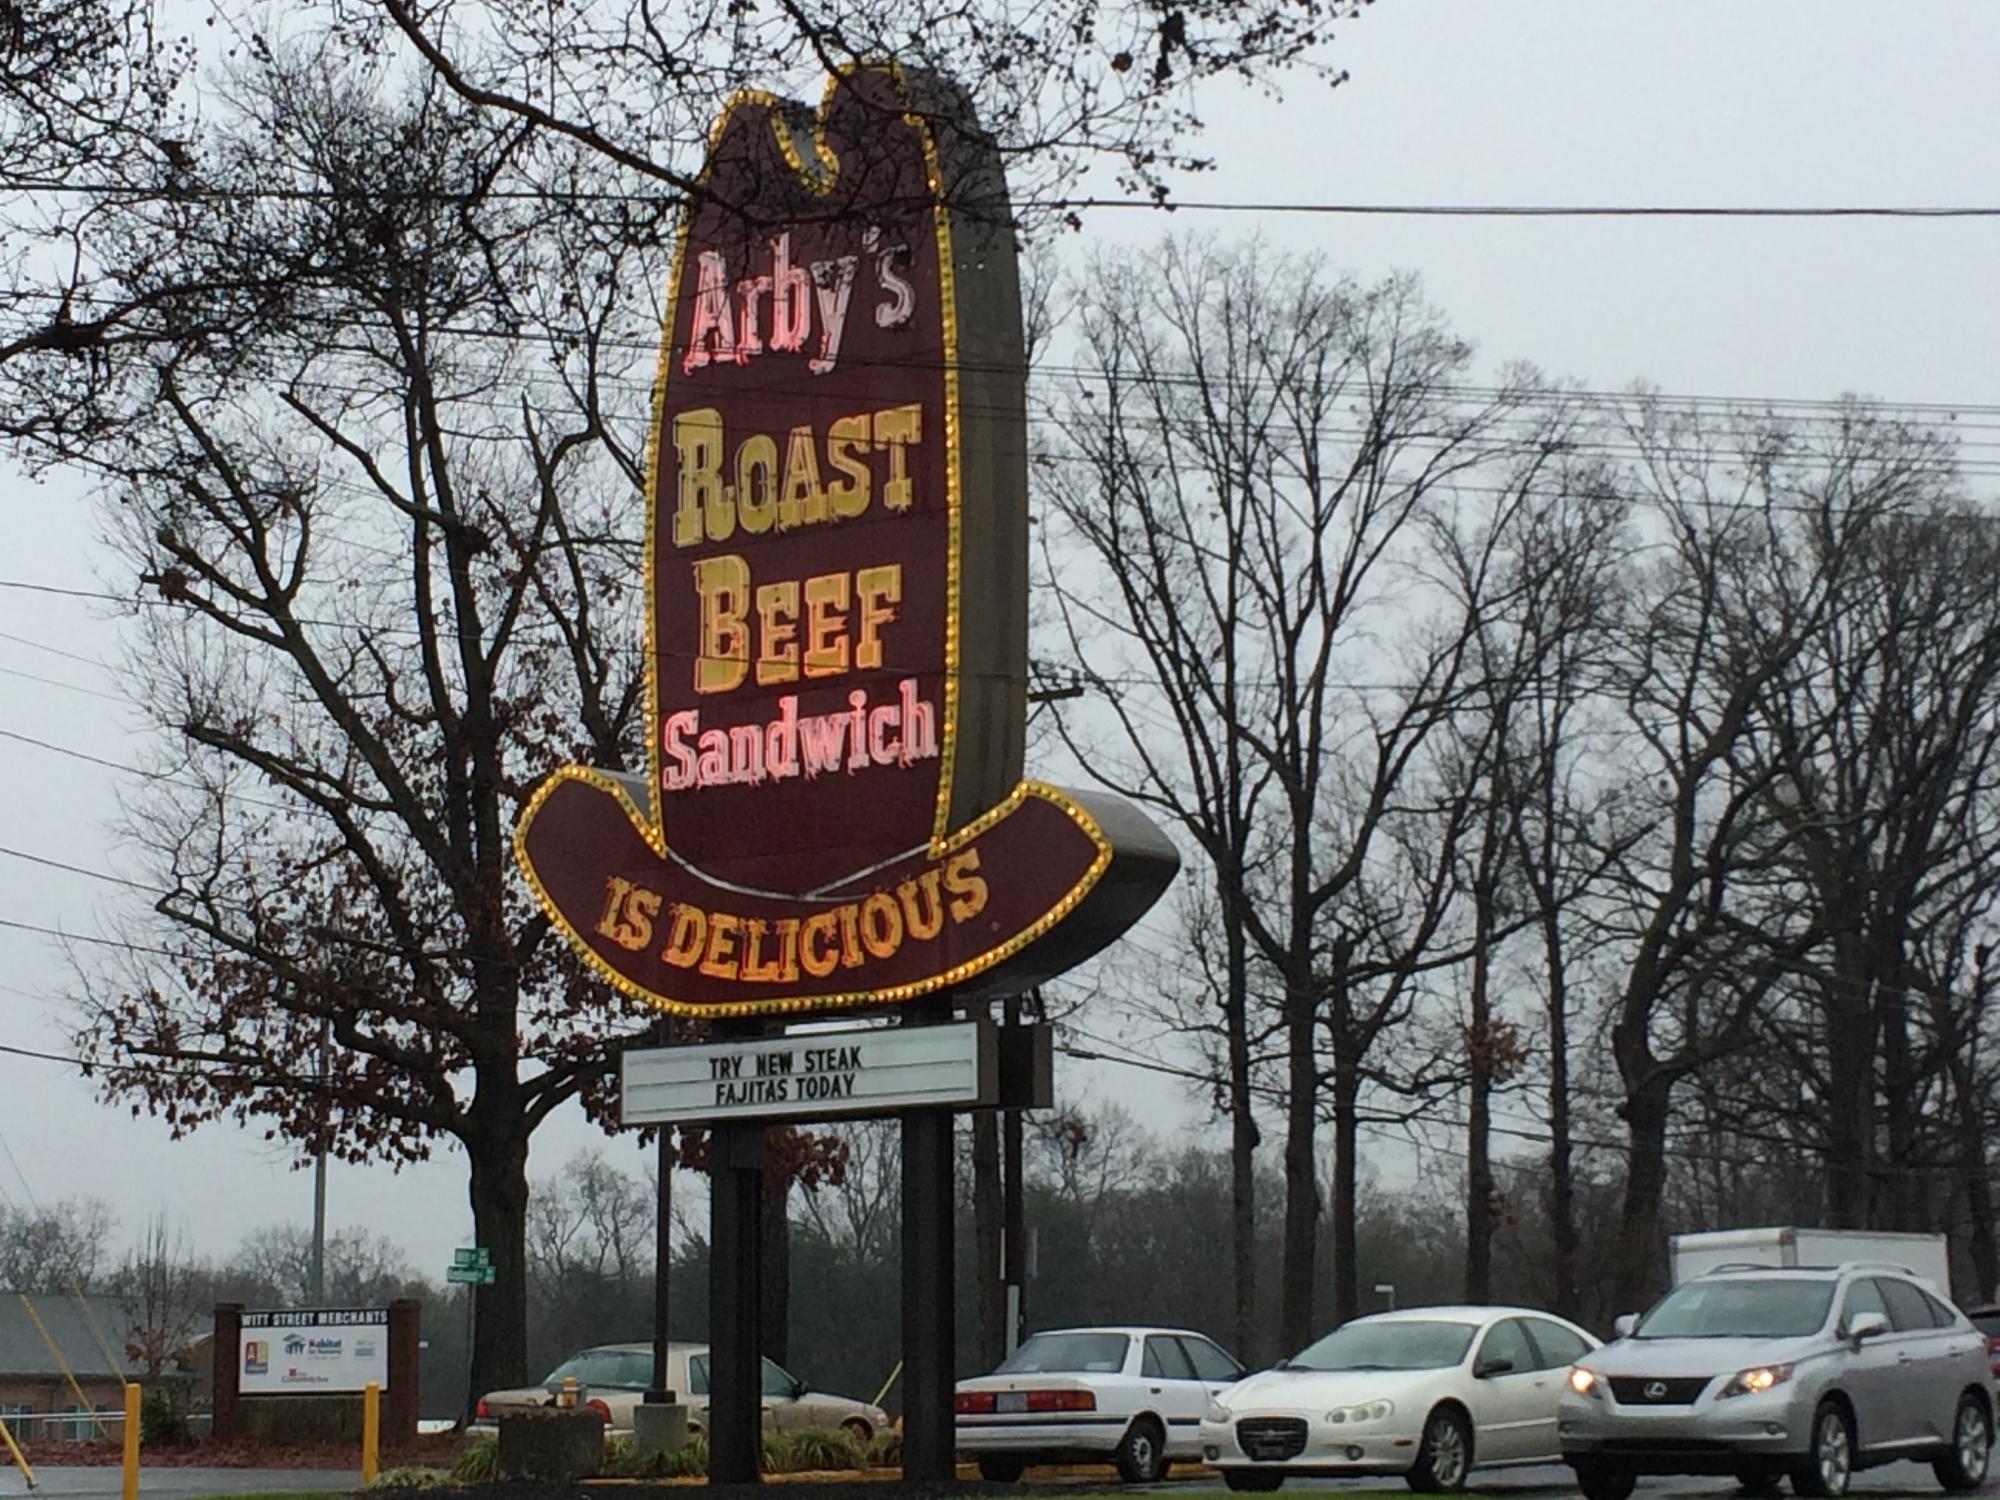 Arby's
ROAST
BEEF
Sandwich
IS DELICIOUS
TRY NEW STEAK
FAJITAS TODAY
WITT STREET MERCHANTS
Habitat